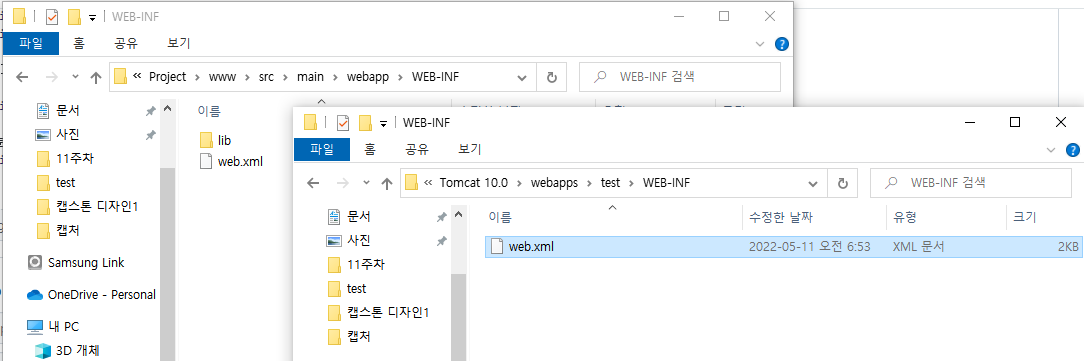 WEB-INF
파일 홈 공유 보기
« Project > www > src > main > webapp > WEB-INF
WEB-INF 검색
문서
사진
11주차
test
캡스톤 디자인1
캡처
Samsung Link
OneDrive - Personal
내 PC
3D 개체
이름
lib
web.xml
WEB-INF
파일 홈 공유 보기
« Tomcat 10.0 > webapps > test > WEB-INF
WEB-INF 검색
문서
사진
11주차
test
캡스톤 디자인1
캡처
이름 수정한 날짜 유형 크기
web.xml 2022-05-11 오전 6:53 XML 문서 2KB